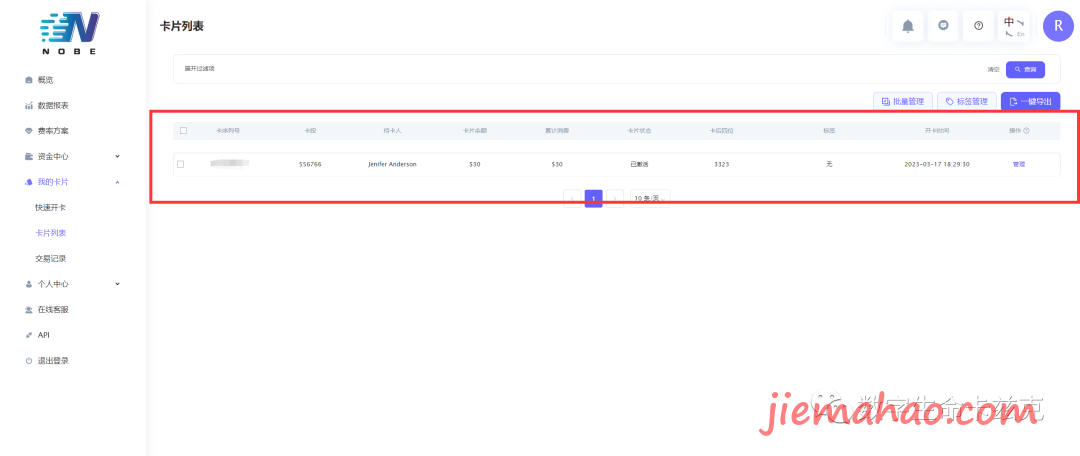 NOBE
卡片列表
中
En
R
概览
数据报表
费率方案
资金中心
我的卡片
快速开卡
卡片列表
交易记录
个人中心
在线客服
API
退出登录
展开过滤项
清空
查询
批量管理
标签管理
一键导出
卡序列号 卡段 持卡人 卡片余额 累计消费 卡片状态 卡后四位 标签 开卡时间 操作
556766 Jenifer Anderson $30 $30 已激活 3323 无 2023-03-17 18:29:30 管理
1
10 条/页
数字生命卡兹克
jiemahao.com